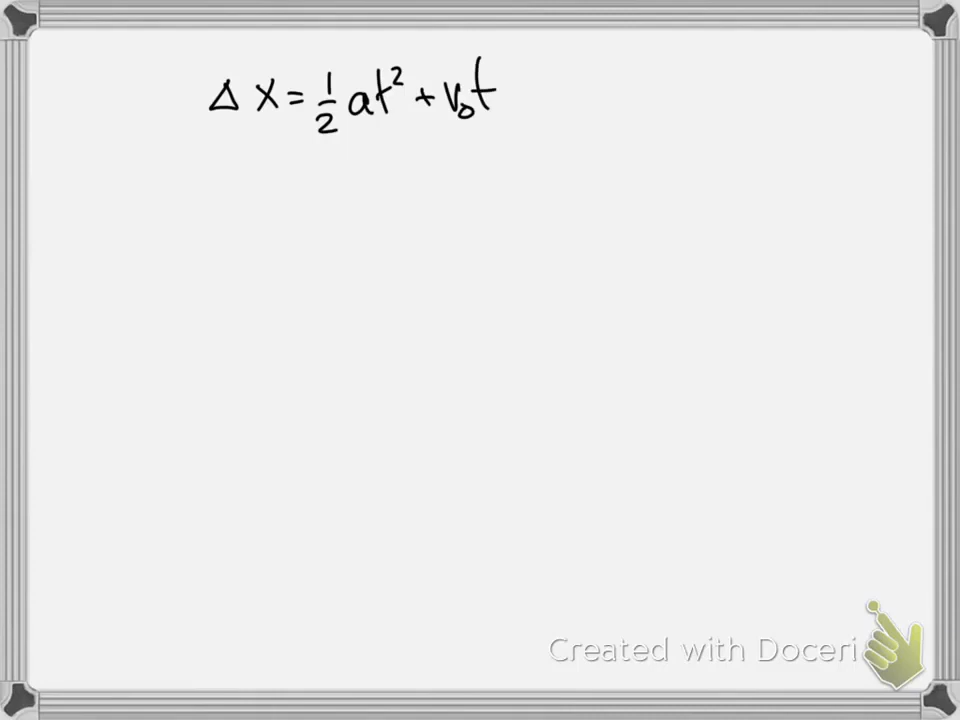 Δ x = 1/2 at² + v₀t
Created with Doceri